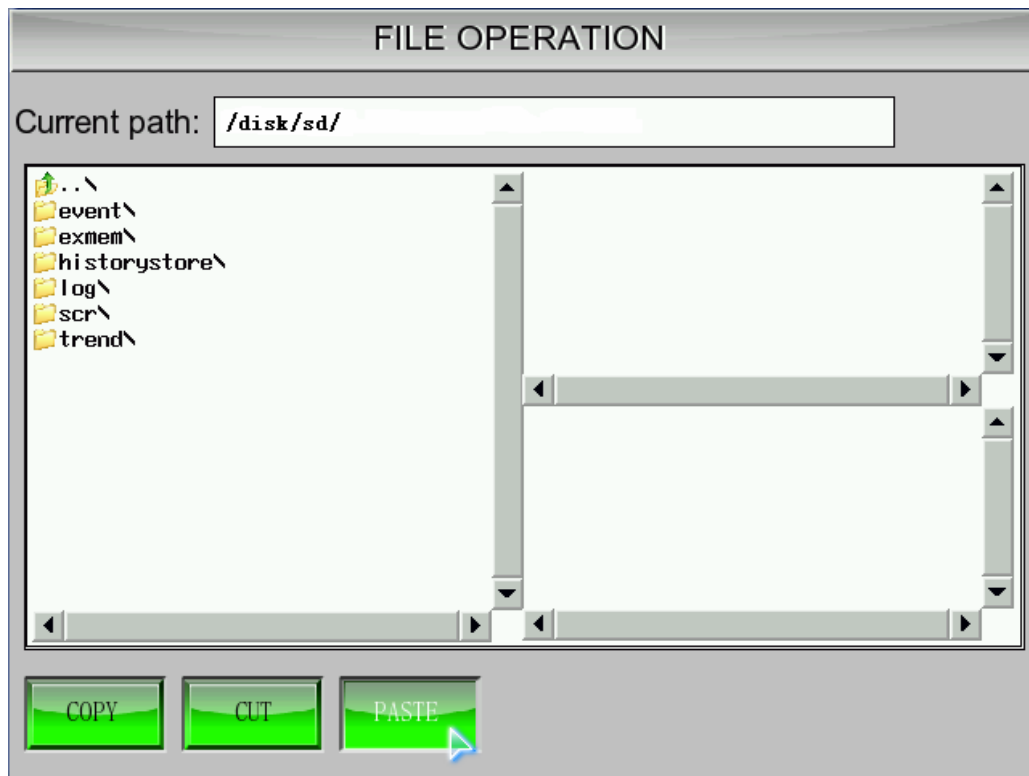 FILE OPERATION
Current path: /disk/sd/
..\
event\
exmem\
historystore\
log\
scr\
trend\
COPY CUT PASTE